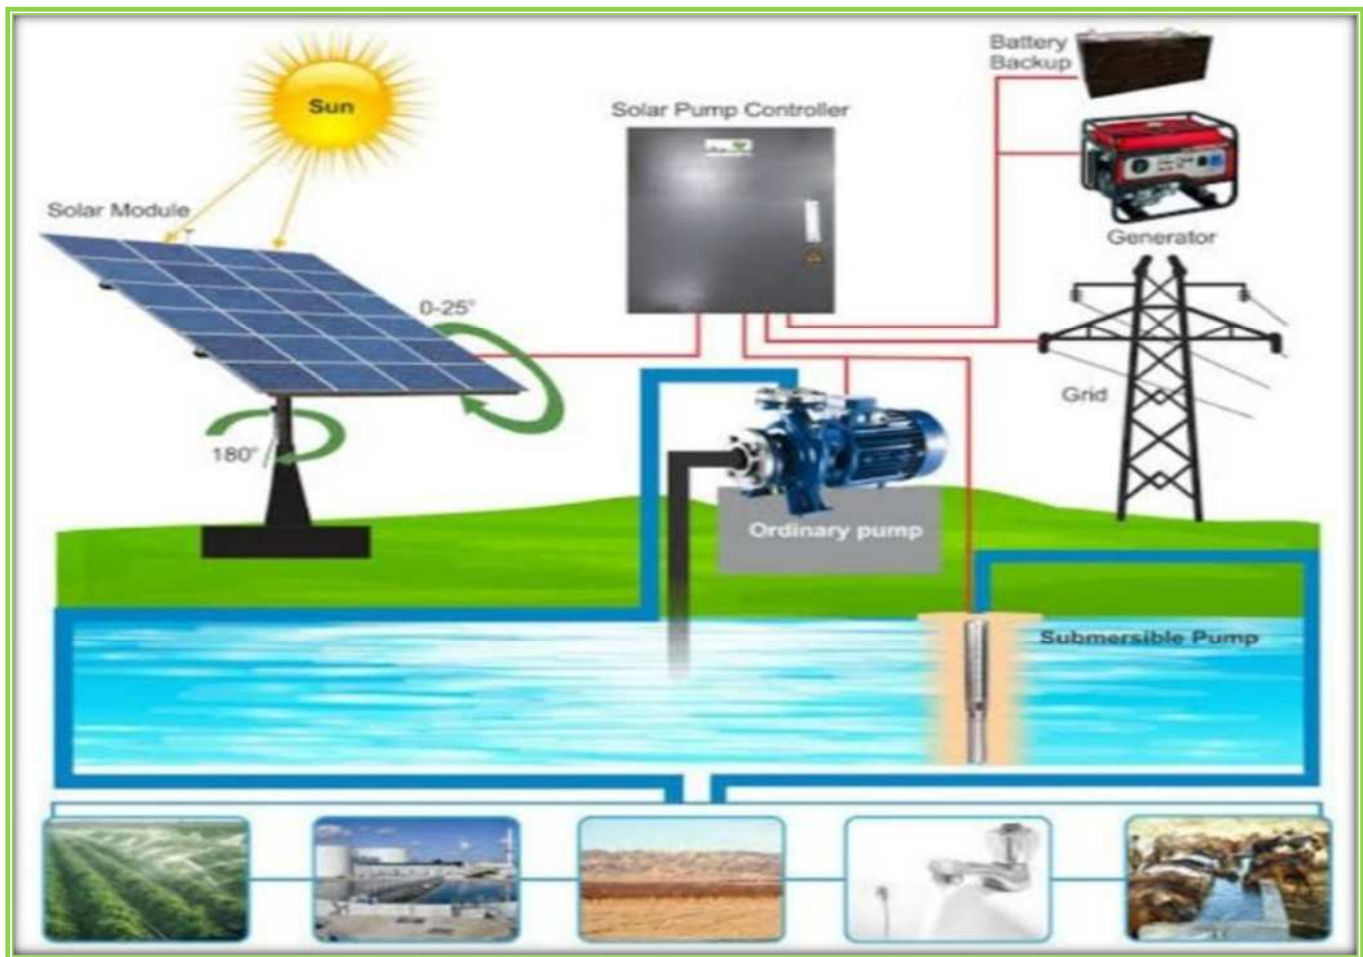 Battery
Backup
Sun
Solar Pump Controller
Solar Module
Generator
0-25°
Grid
180°
Ordinary pump
Submersible Pump